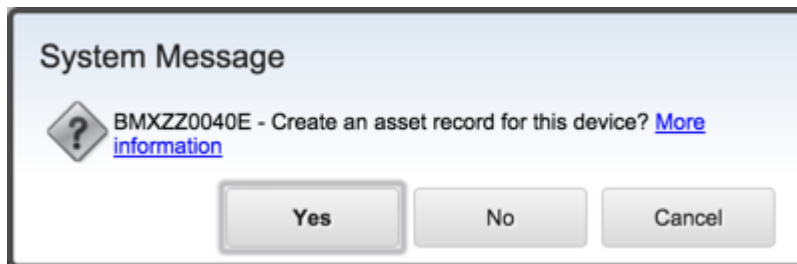 System Message
?
BMXZZ0040E - Create an asset record for this device? More
information
Yes
No
Cancel